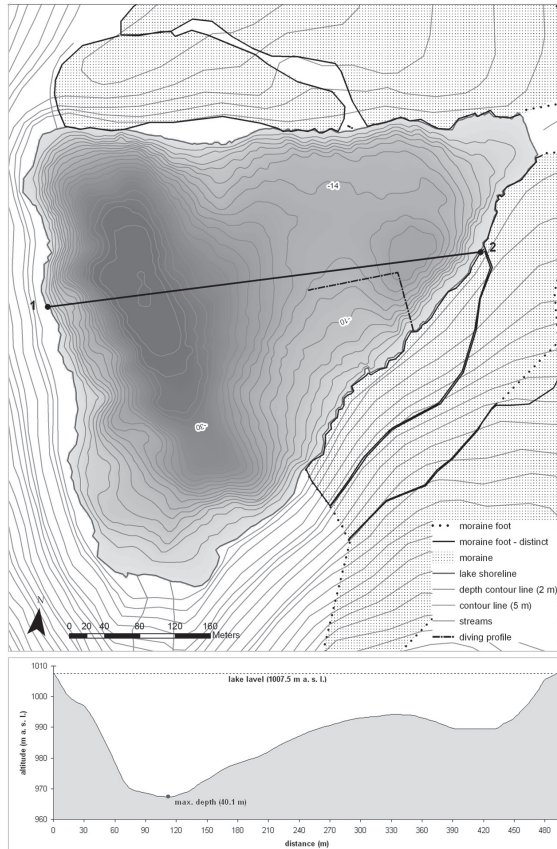 -14
2
1
-10
-30
N
0 20 40 80 120 160
Meters
moraine foot
moraine foot - distinct
moraine
lake shoreline
depth contour line (2 m)
contour line (5 m)
streams
diving profile
1010
1000
990
980
970
960
lake lavel (1007.5 m a. s. l.)
max. depth (40.1 m)
altitude (m a. s. l.)
0 30 60 90 120 150 180 210 240 270 300 330 360 390 420 450 480
distance (m)